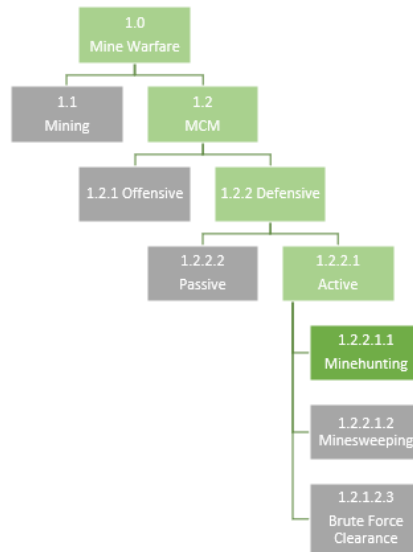 1.0
Mine Warfare
1.1
Mining
1.2
MCM
1.2.1 Offensive
1.2.2 Defensive
1.2.2.2
Passive
1.2.2.1
Active
1.2.2.1.1
Minehunting
1.2.2.1.2
Minesweeping
1.2.1.2.3
Brute Force
Clearance